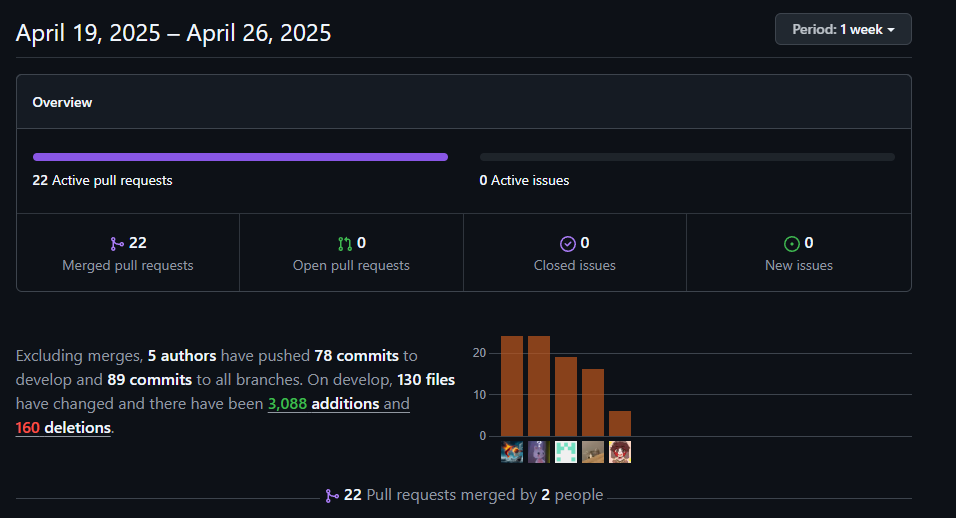 April 19, 2025 – April 26, 2025
Period: 1 week
Overview
22 Active pull requests
0 Active issues
22
Merged pull requests
0
Open pull requests
0
Closed issues
0
New issues
Excluding merges, 5 authors have pushed 78 commits to
develop and 89 commits to all branches. On develop, 130 files
have changed and there have been 3,088 additions and
160 deletions.
20
10
0
22 Pull requests merged by 2 people